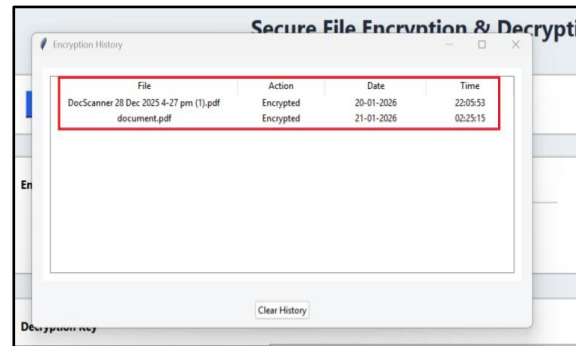 Secure File Encryption & Decrypti
Encryption History
File Action Date Time
DocScanner 28 Dec 2025 4-27 pm (1).pdf Encrypted 20-01-2026 22:05:53
document.pdf Encrypted 21-01-2026 02:25:15
En
Clear History
Decryption Key